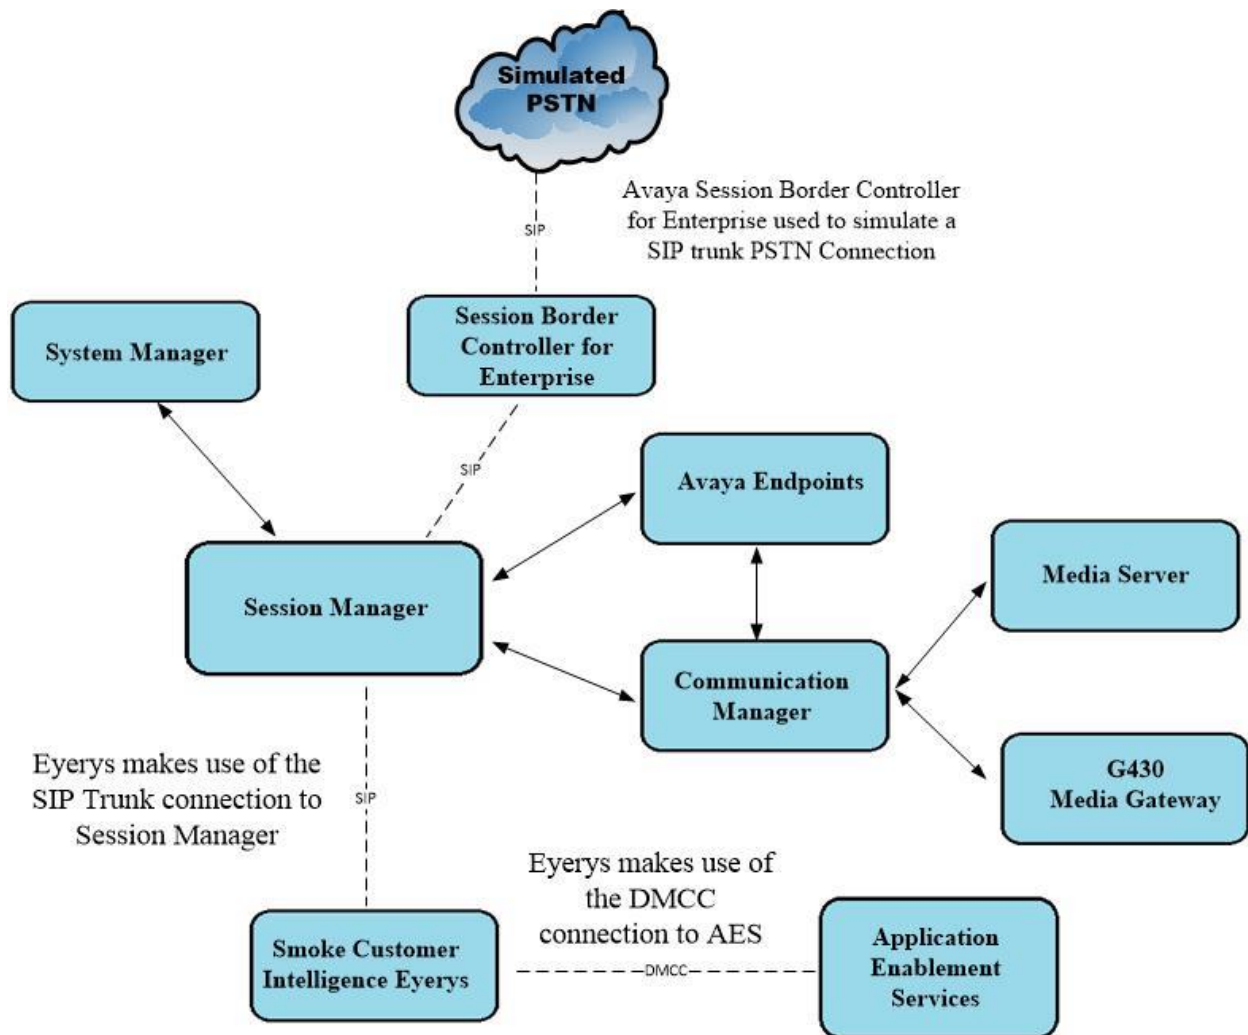 Simulated
PSTN
Avaya Session Border Controller
for Enterprise used to simulate a
SIP trunk PSTN Connection
SIP
Session Border
Controller for
Enterprise
System Manager
SIP
Avaya Endpoints
Session Manager
Media Server
Communication
Manager
G430
Media Gateway
Eyerys makes use of the
SIP Trunk connection to
Session Manager
SIP
Eyerys makes use of
the DMCC
connection to AES
Smoke Customer
Intelligence Eyerys
DMCC
Application
Enablement
Services